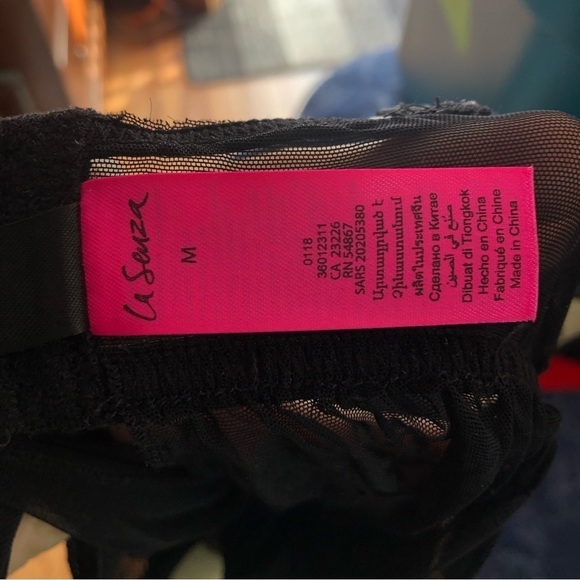 La Senza
M
0118
36012311
CA 23226
RN 54867
SARS 20205380
Արտադրված է
Չինաստանում
ผลิตในประเทศจีน
Сделано в Китае
صنع في الصين
Dibuat di Tiongkok
Hecho en China
Fabriqué en Chine
Made in China